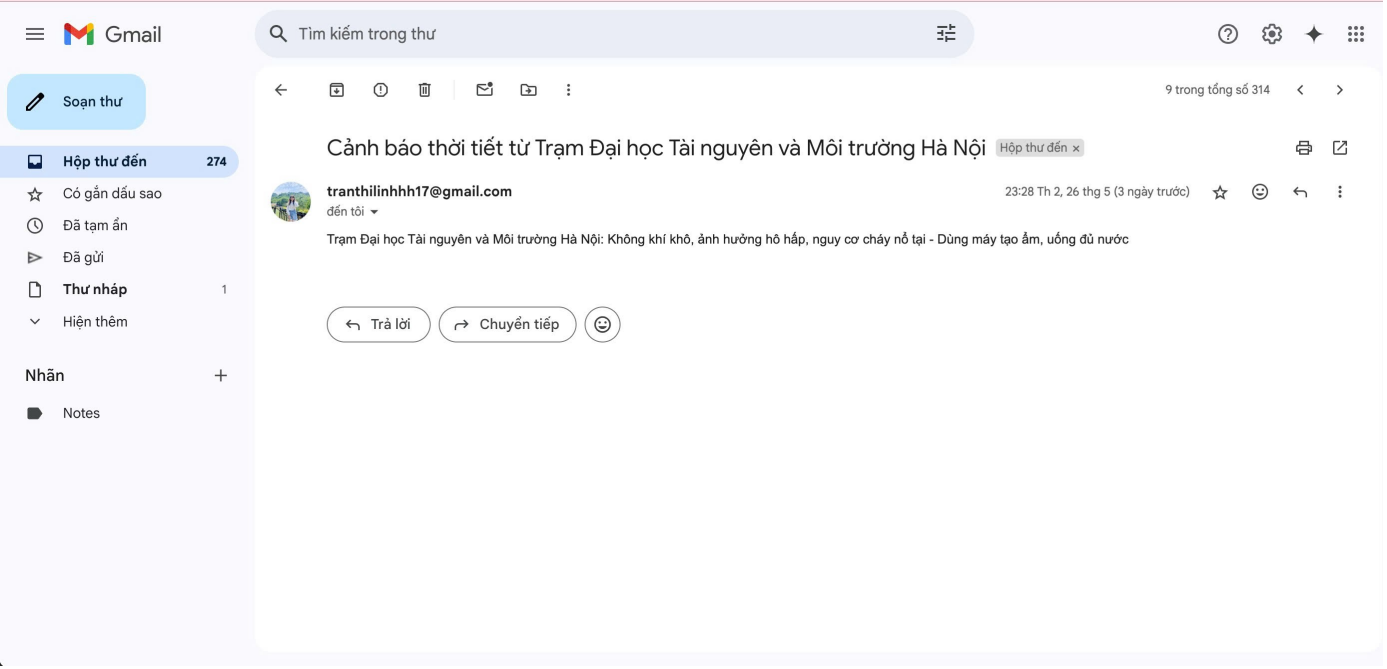 Gmail
Tìm kiếm trong thư
Soạn thư
Hộp thư đến 274
Có gắn dấu sao
Đã tạm ẩn
Đã gửi
Thư nháp 1
Hiện thêm
Nhãn
Notes
9 trong tổng số 314
Cảnh báo thời tiết từ Trạm Đại học Tài nguyên và Môi trường Hà Nội Hộp thư đến ×
tranthilinhhh17@gmail.com 23:28 Th 2, 26 thg 5 (3 ngày trước)
đến tôi
Trạm Đại học Tài nguyên và Môi trường Hà Nội: Không khí khô, ảnh hưởng hô hấp, nguy cơ cháy nổ tại - Dùng máy tạo ẩm, uống đủ nước
Trả lời Chuyển tiếp